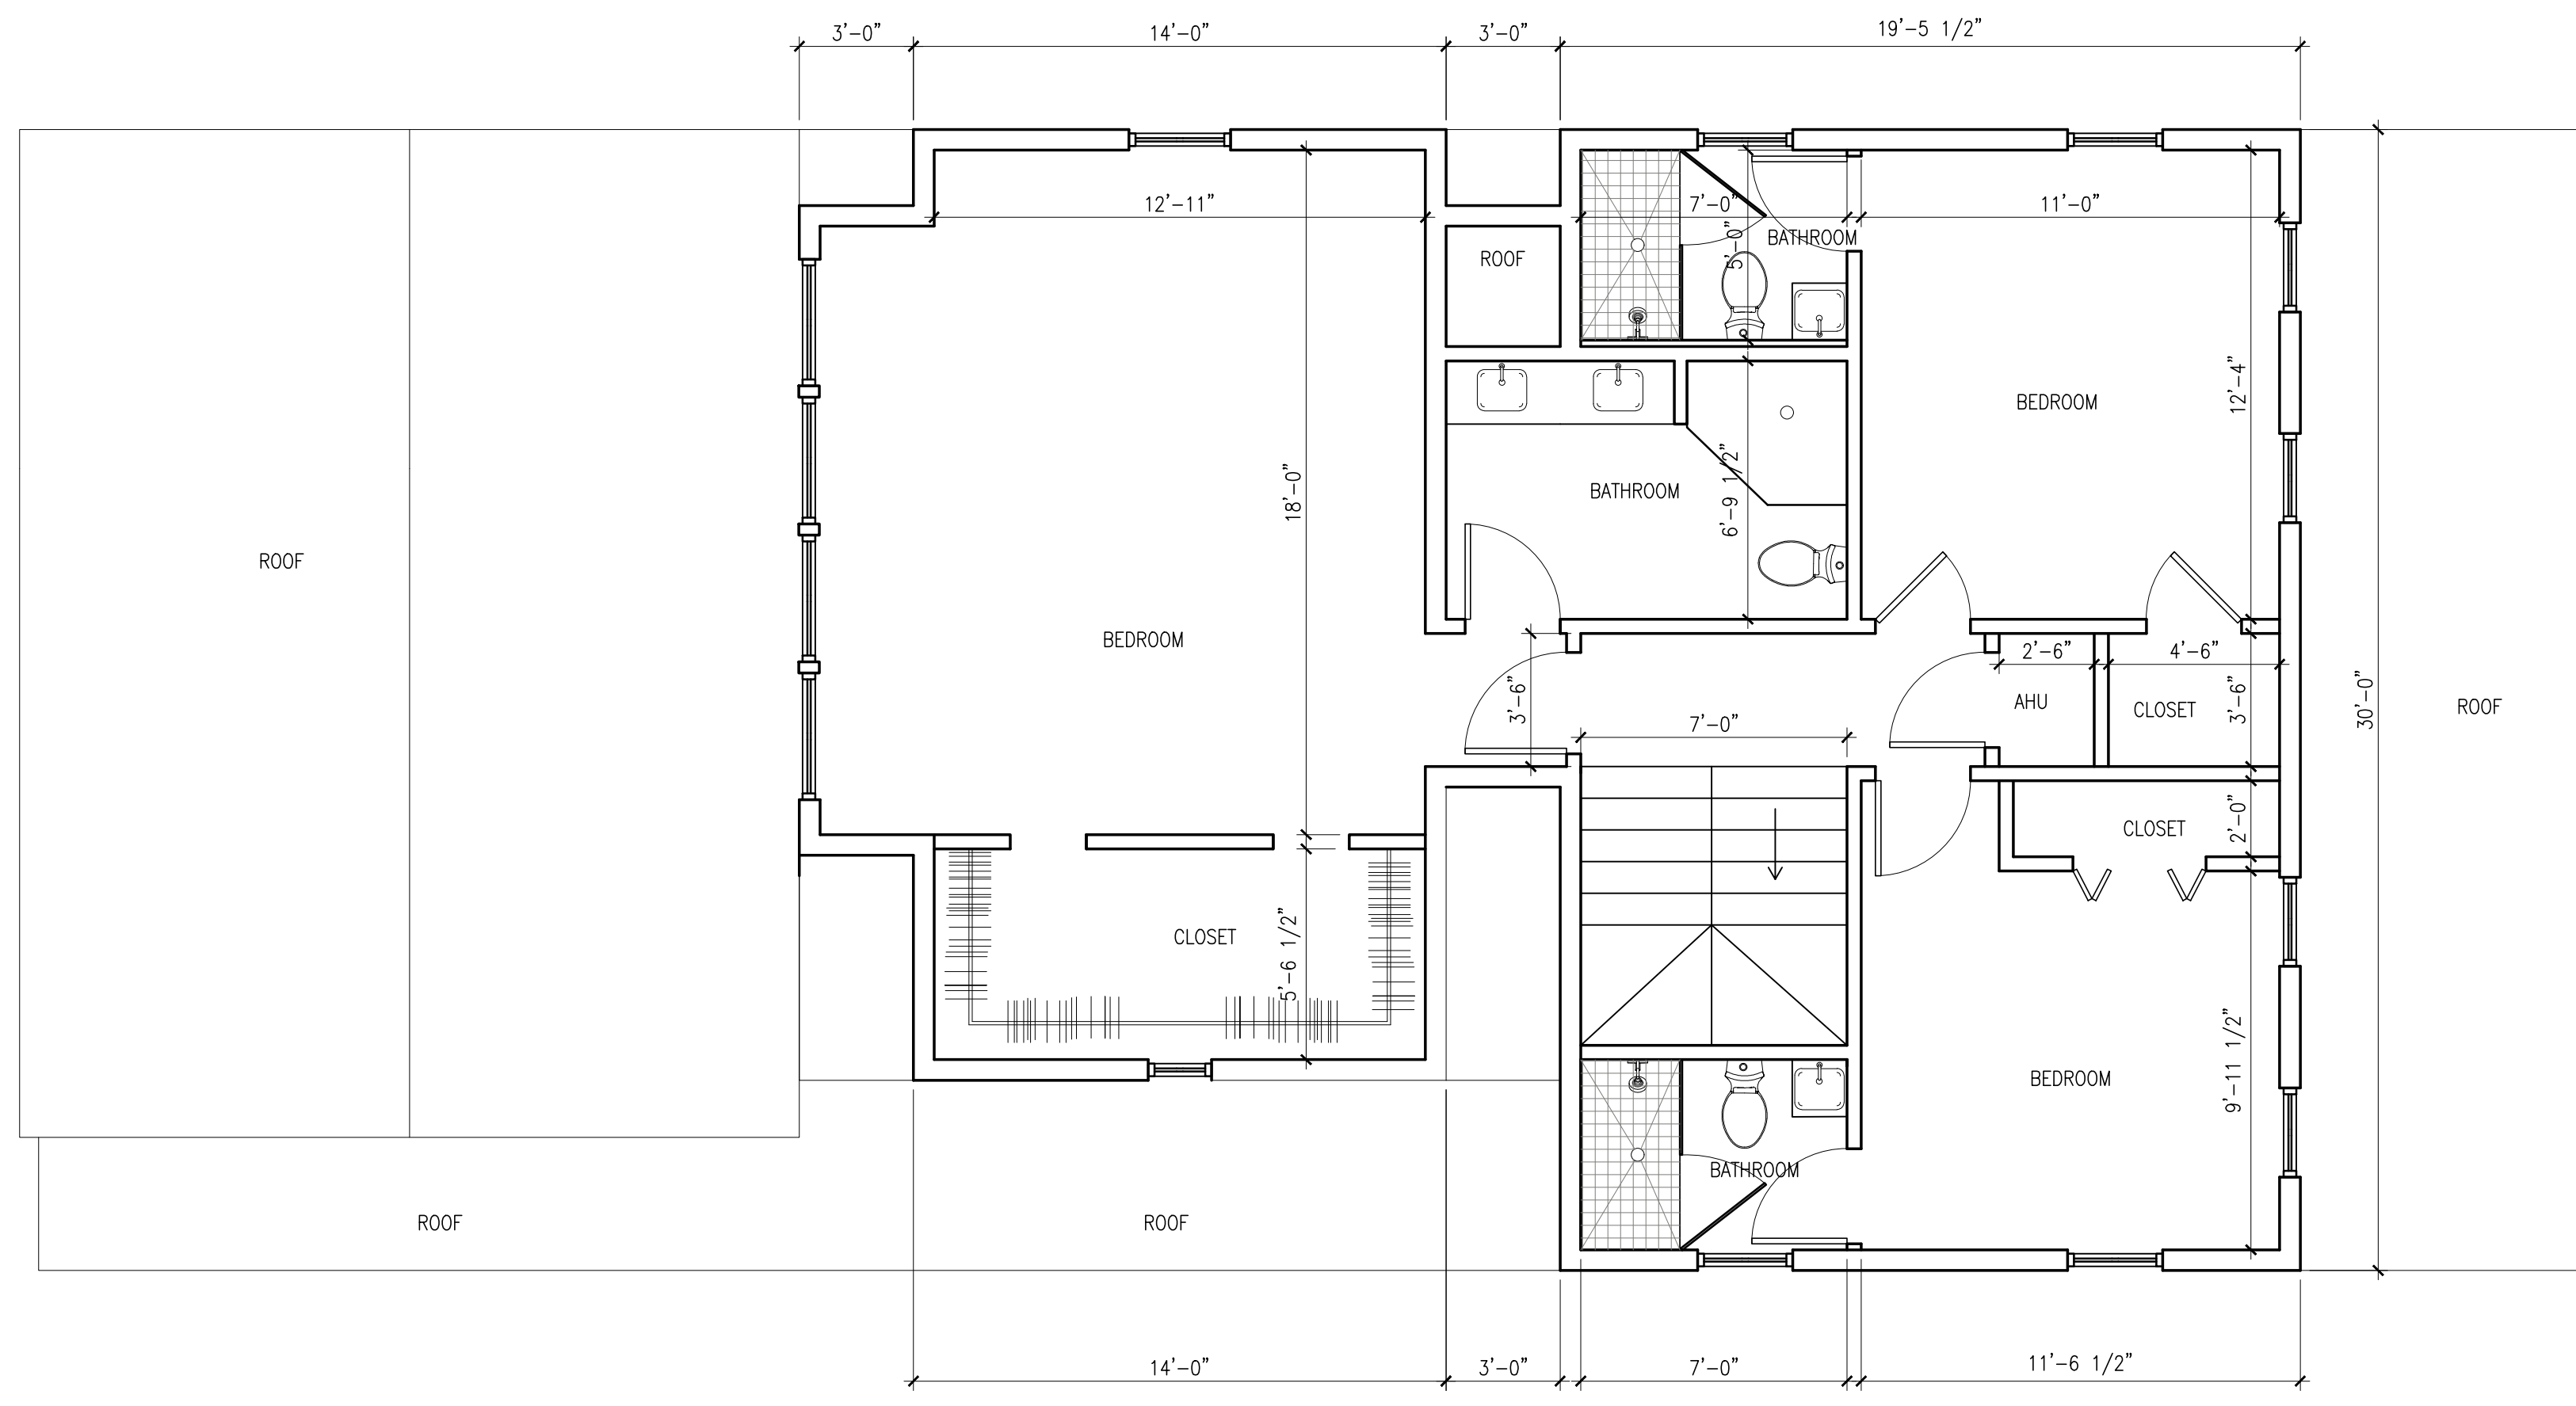 3'-0"
14'-0"
3'-0"
19'-5 1/2"
12'-11"
7'-0"
11'-0"
BATHROOM
5'-0"
ROOF
BEDROOM
12'-4"
18'-0"
BATHROOM
6'-9 1/2"
ROOF
BEDROOM
2'-6"
4'-6"
3'-6"
AHU
CLOSET
3'-6"
30'-0"
ROOF
7'-0"
CLOSET
2'-0"
CLOSET
5'-6 1/2"
BEDROOM
9'-11 1/2"
BATHROOM
ROOF
ROOF
14'-0"
3'-0"
7'-0"
11'-6 1/2"